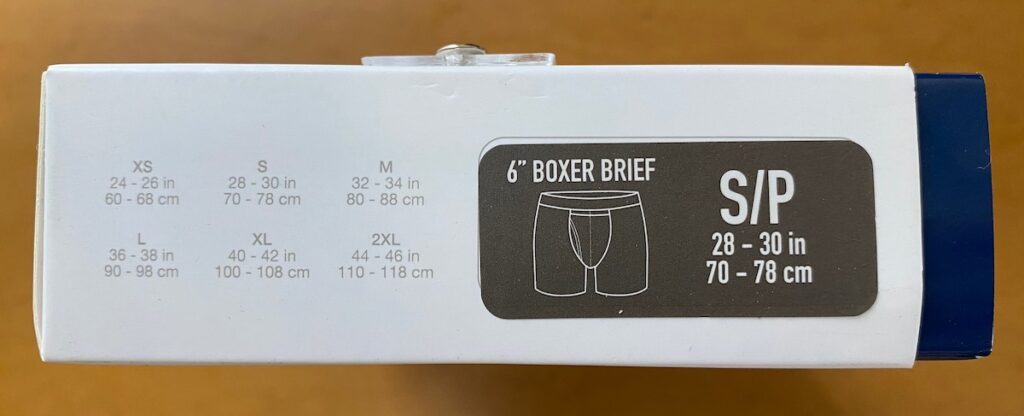 XS
24 - 26 in
60 - 68 cm
S
28 - 30 in
70 - 78 cm
M
32 - 34 in
80 - 88 cm
L
36 - 38 in
90 - 98 cm
XL
40 - 42 in
100 - 108 cm
2XL
44 - 46 in
110 - 118 cm
6” BOXER BRIEF
S/P
28 - 30 in
70 - 78 cm